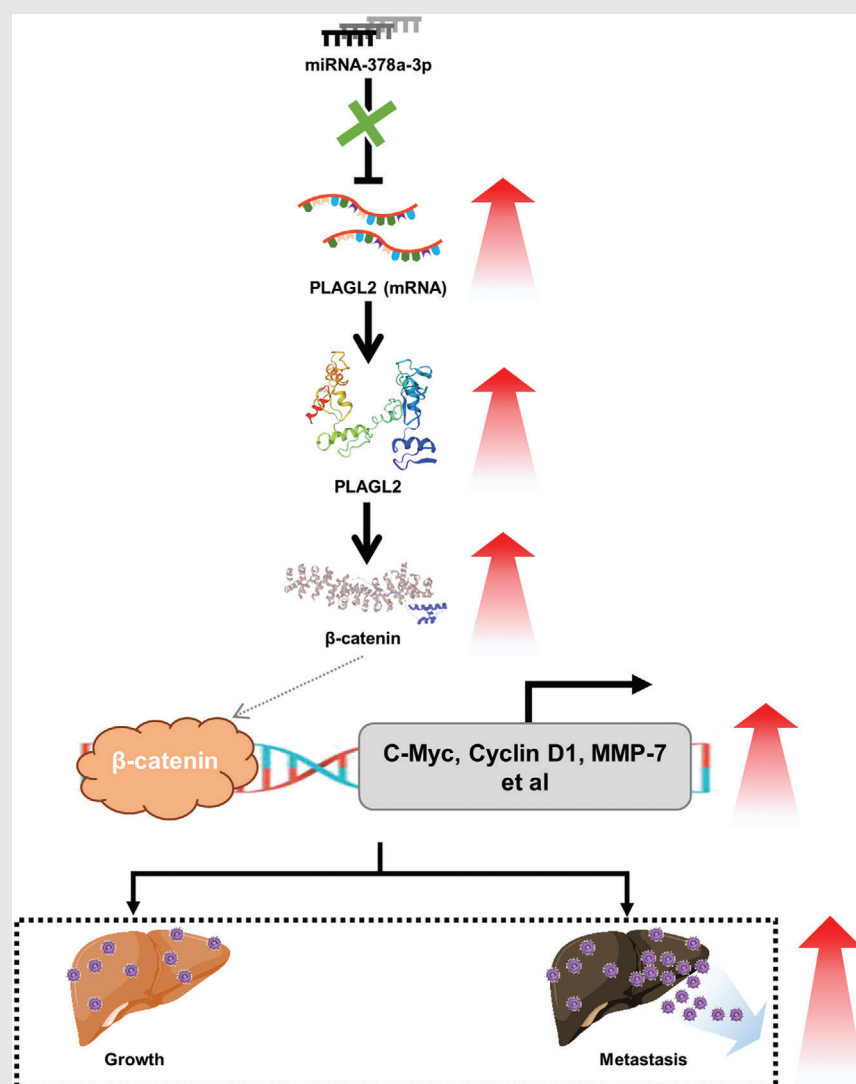 miRNA-378a-3p
PLAGL2 (mRNA)
PLAGL2
β-catenin
β-catenin
C-Myc, Cyclin D1, MMP-7
et al
Growth
Metastasis